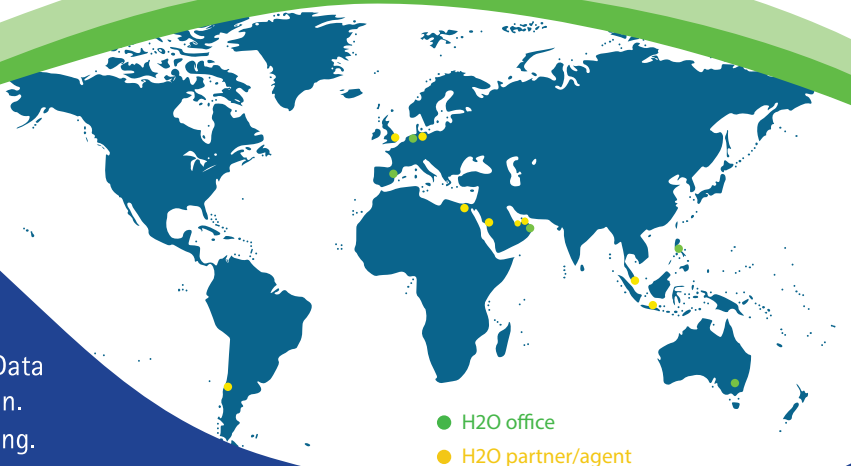 Data
n.
ng.
H2O office
H2O partner/agent